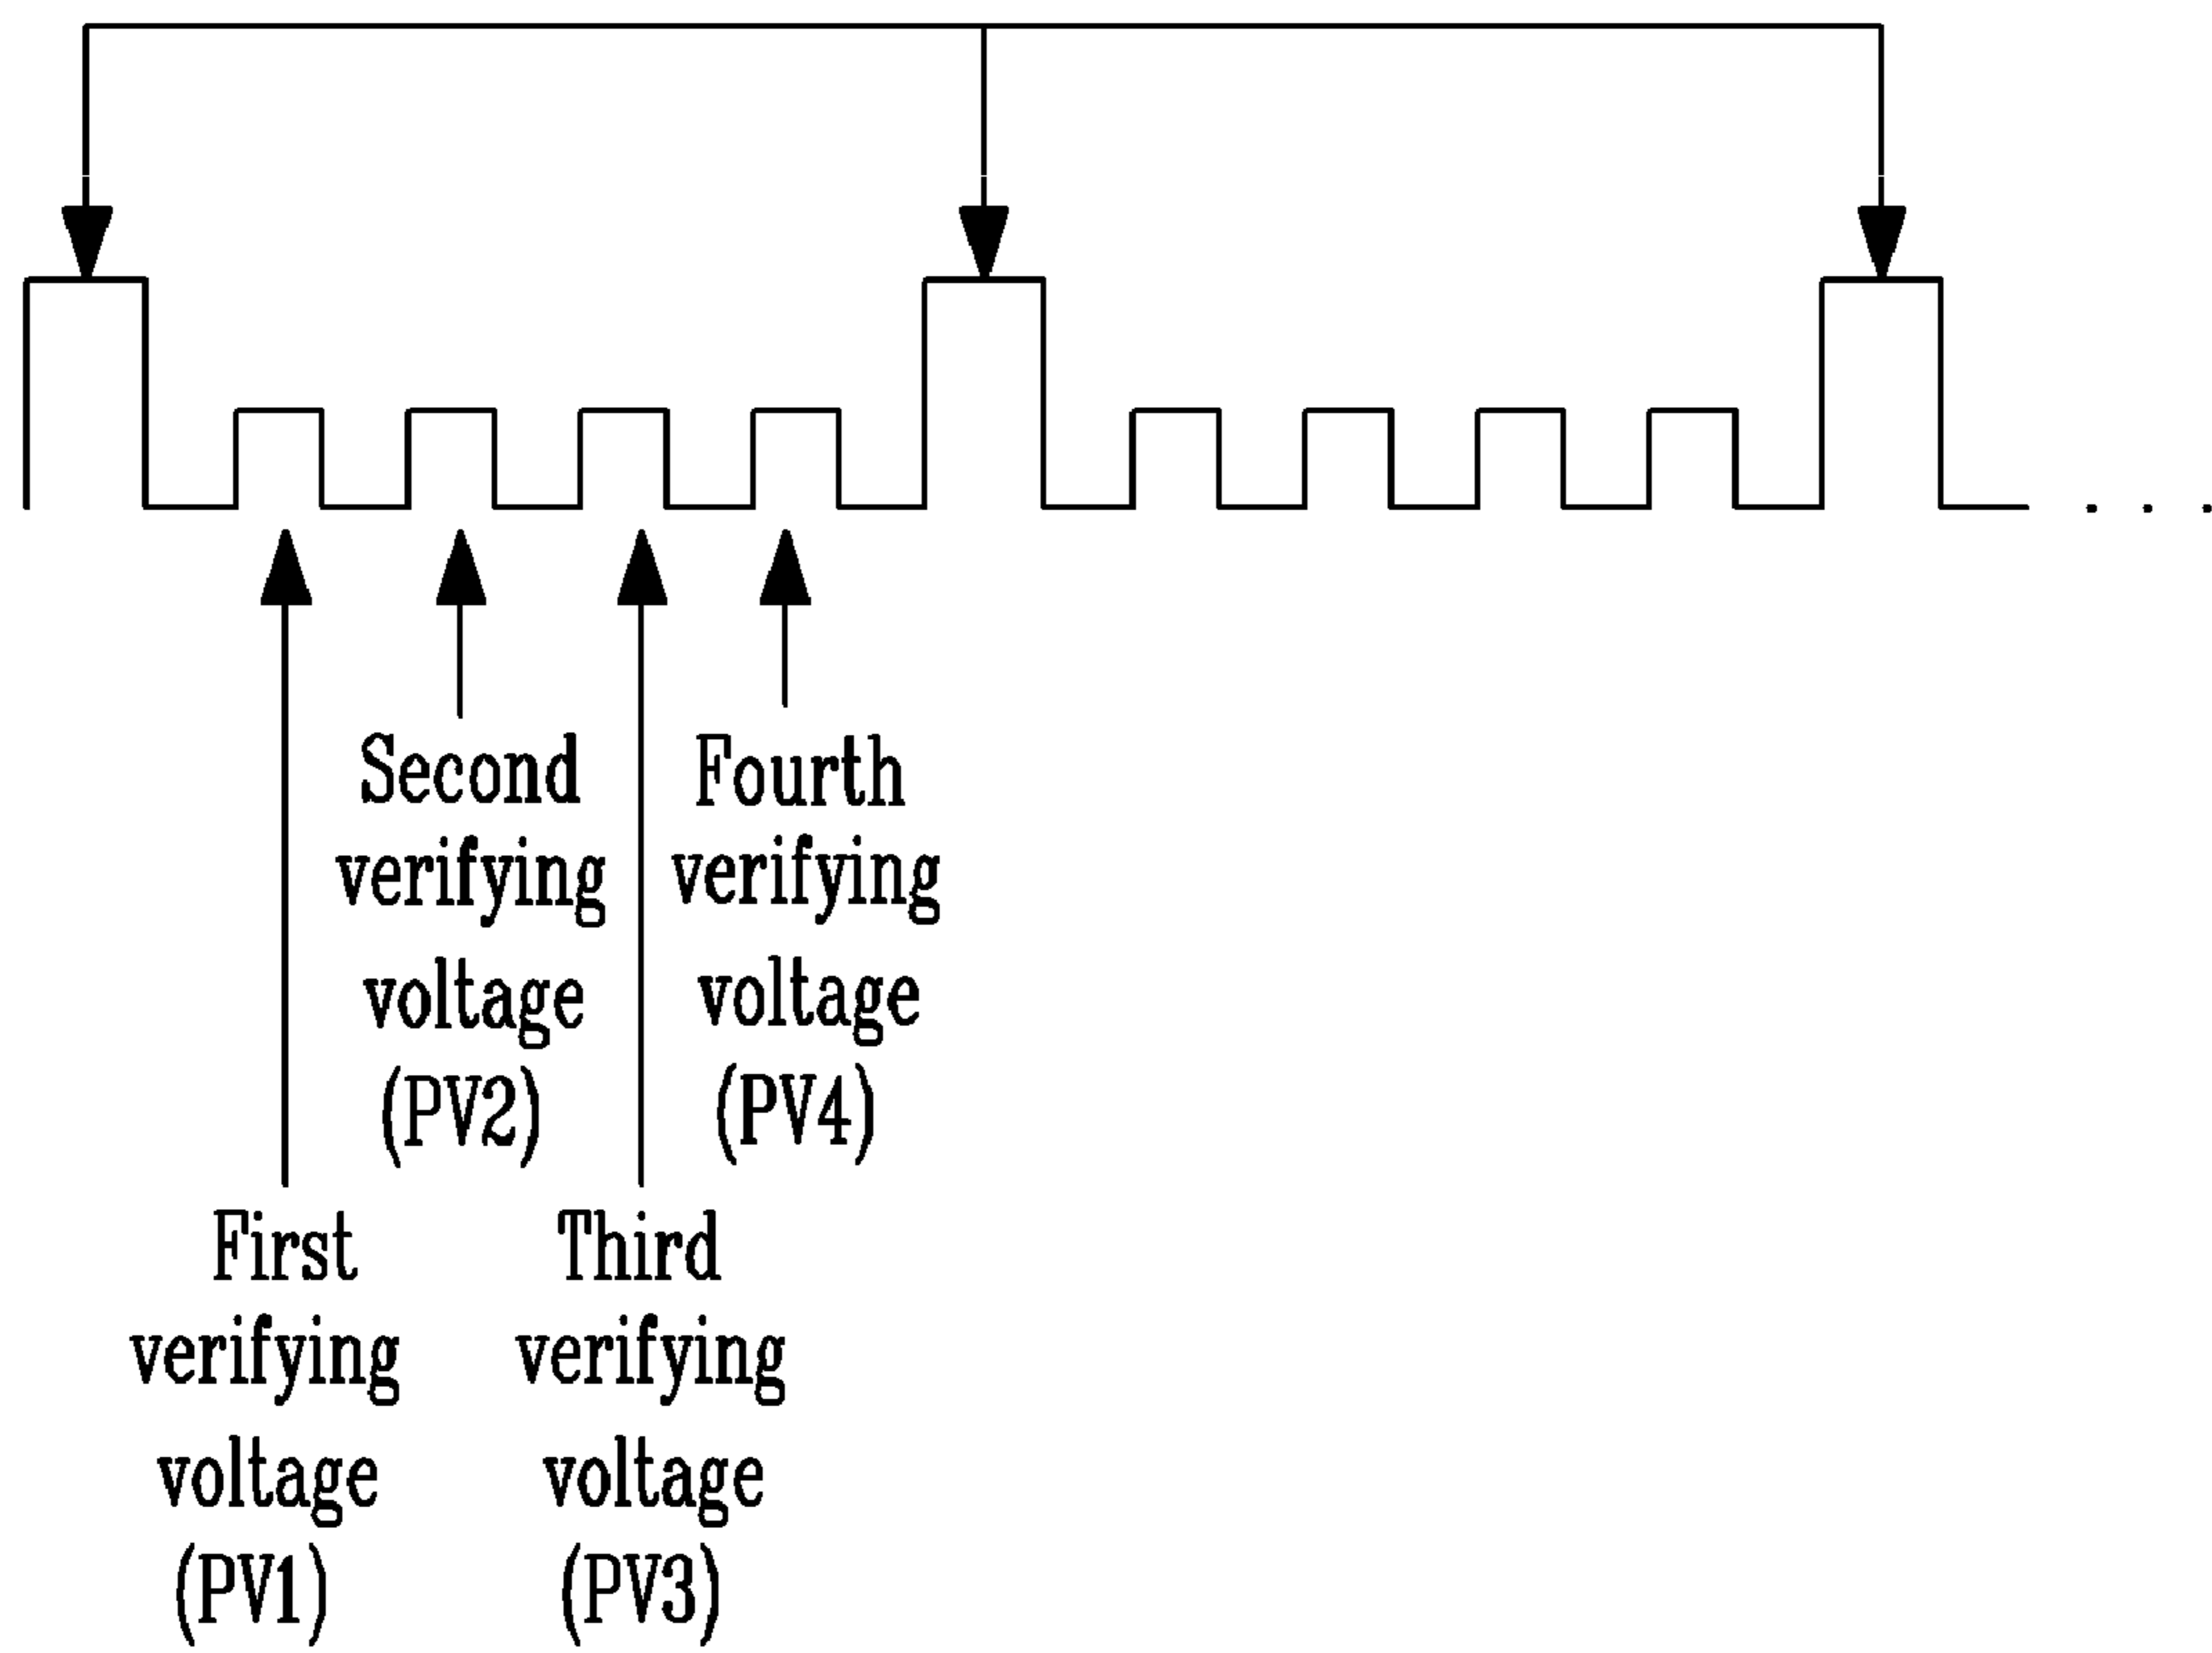 Second
verifying
voltage
(PV2)
Fourth
verifying
voltage
(PV4)
First
verifying
voltage
(PV1)
Third
verifying
voltage
(PV3)